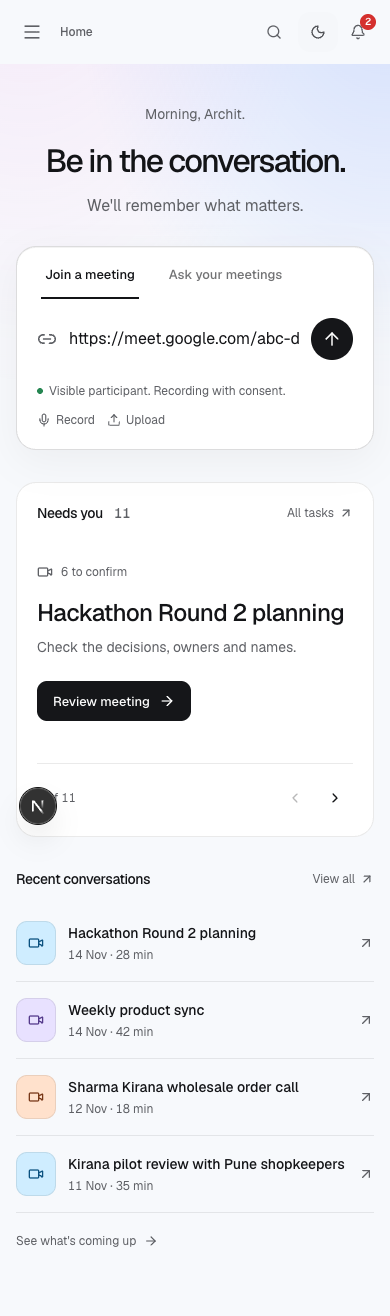 Home
2
Morning, Archit.
Be in the conversation.
We'll remember what matters.
Join a meeting
Ask your meetings
https://meet.google.com/abc-d
Visible participant. Recording with consent.
Record
Upload
Needs you 11
All tasks
6 to confirm
Hackathon Round 2 planning
Check the decisions, owners and names.
Review meeting
N
11
Recent conversations
View all
Hackathon Round 2 planning
14 Nov · 28 min
Weekly product sync
14 Nov · 42 min
Sharma Kirana wholesale order call
12 Nov · 18 min
Kirana pilot review with Pune shopkeepers
11 Nov · 35 min
See what's coming up